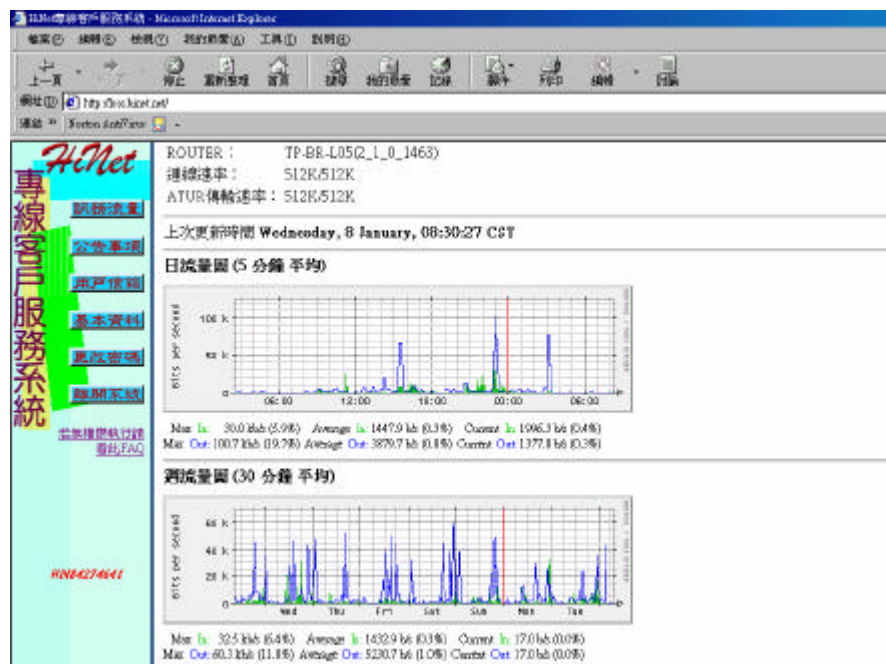 HiNet專線客戶服務系統 - Microsoft Internet Explorer
檔案(F) 編輯(E) 檢視(V) 我的最愛(A) 工具(T) 說明(H)
上一頁 停止 重新整理 首頁 搜尋 我的最愛 記錄 郵件 列印 編輯 討論
網址(D)
連結 Norton AntiVirus
HiNet
專線客戶服務系統
訊務流量
公告事項
用戶信箱
基本資料
更改密碼
離開系統
看此FAQ
HN84274641
ROUTER : TP-BR-L05(2_1_0_1463)
連線速率 : 512K/512K
ATUR傳輸速率 : 512K/512K
上次更新時間 Wednesday, 8 January, 08:30:27 CST
日流量圖 (5 分鐘 平均)
Bits per second
100 k
50 k
0
06:00 12:00 18:00 00:00 06:00
Max In: 30.0 kb/s (5.9%) Average In: 1447.9 b/s (0.3%) Current In: 1996.3 b/s (0.4%)
Max Out: 100.7 kb/s (19.7%) Average Out: 3879.7 b/s (0.8%) Current Out: 1377.8 b/s (0.3%)
週流量圖 (30 分鐘 平均)
Bits per second
60 k
40 k
20 k
0
Wed Thu Fri Sat Sun Mon Tue
Max In: 32.5 kb/s (6.4%) Average In: 1432.9 b/s (0.3%) Current In: 17.0 b/s (0.0%)
Max Out: 60.3 kb/s (11.8%) Average Out: 5230.7 b/s (1.0%) Current Out: 17.0 b/s (0.0%)